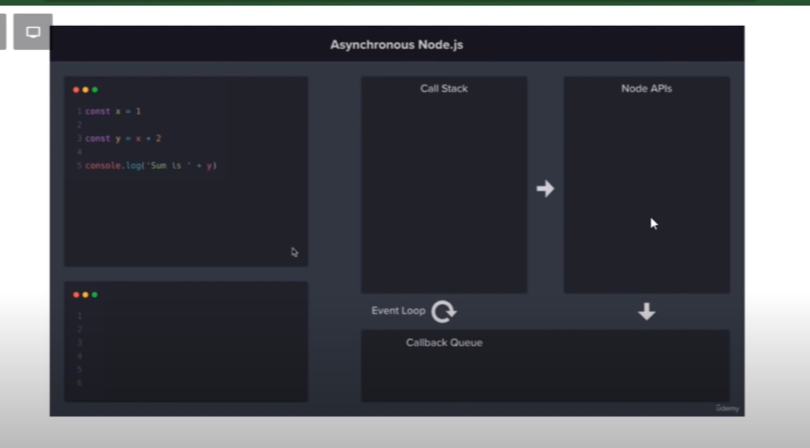 Asynchronous Node.js
1 const x = 1
2
3 const y = x + 2
4
5 console.log('Sum is ' + y)
1
2
3
4
5
6
Call Stack
Node APIs
Event Loop
Callback Queue
Udemy